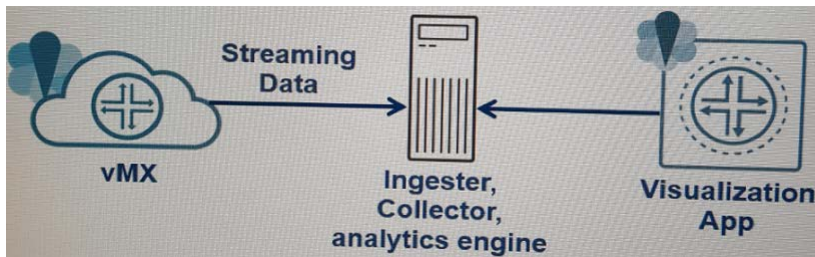 Streaming
Data
vMX
Ingester,
Collector,
analytics engine
Visualization
App